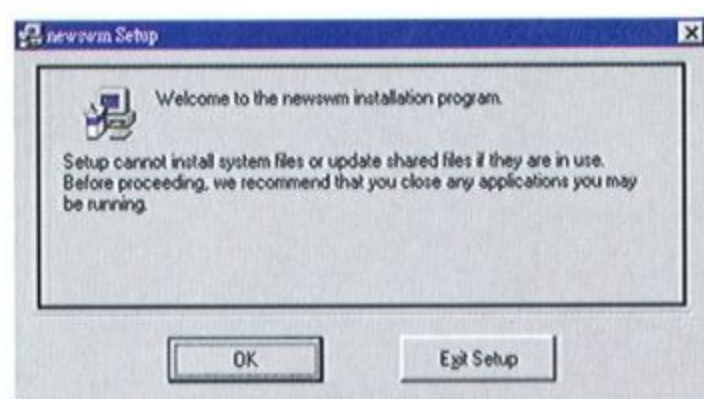 newswm Setup
Welcome to the newswm installation program.
Setup cannot install system files or update shared files if they are in use.
Before proceeding, we recommend that you close any applications you may
be running.
OK
Exit Setup